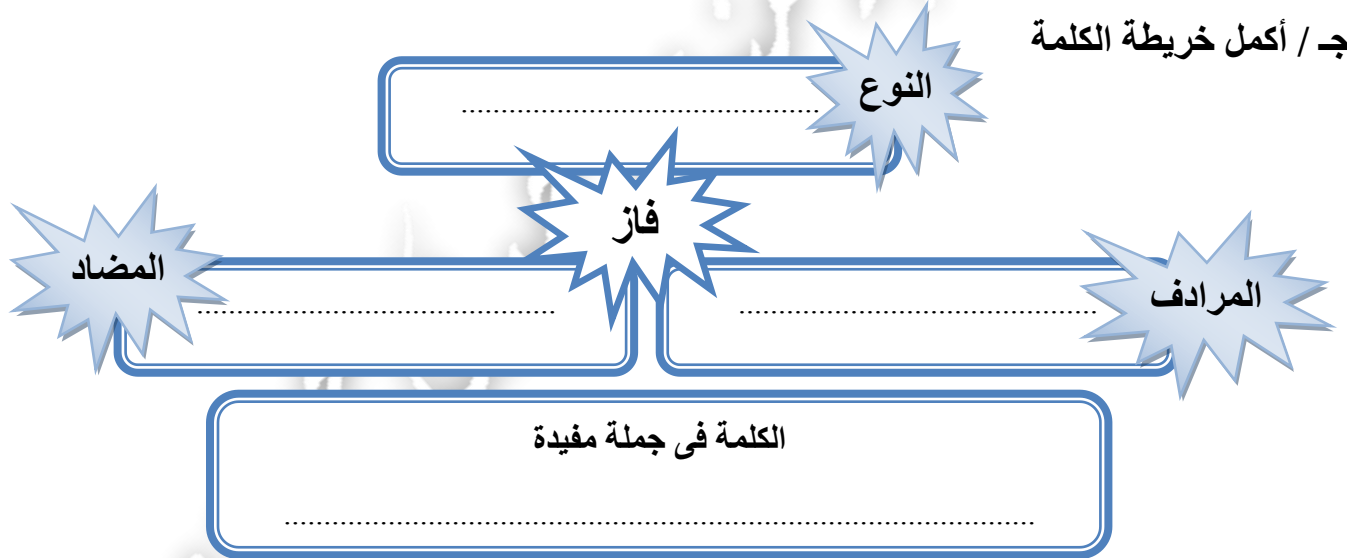 جـ / أكمل خريطة الكلمة
النوع
................................................
فاز
المرادف
................................................
المضاد
................................................
الكلمة فى جملة مفيدة
....................................................................................................